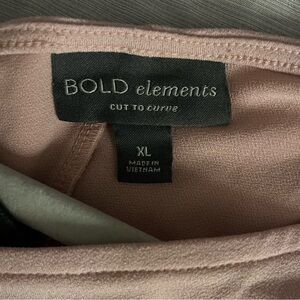 BOLD elements
CUT TO curve
XL
MADE IN
VIETNAM